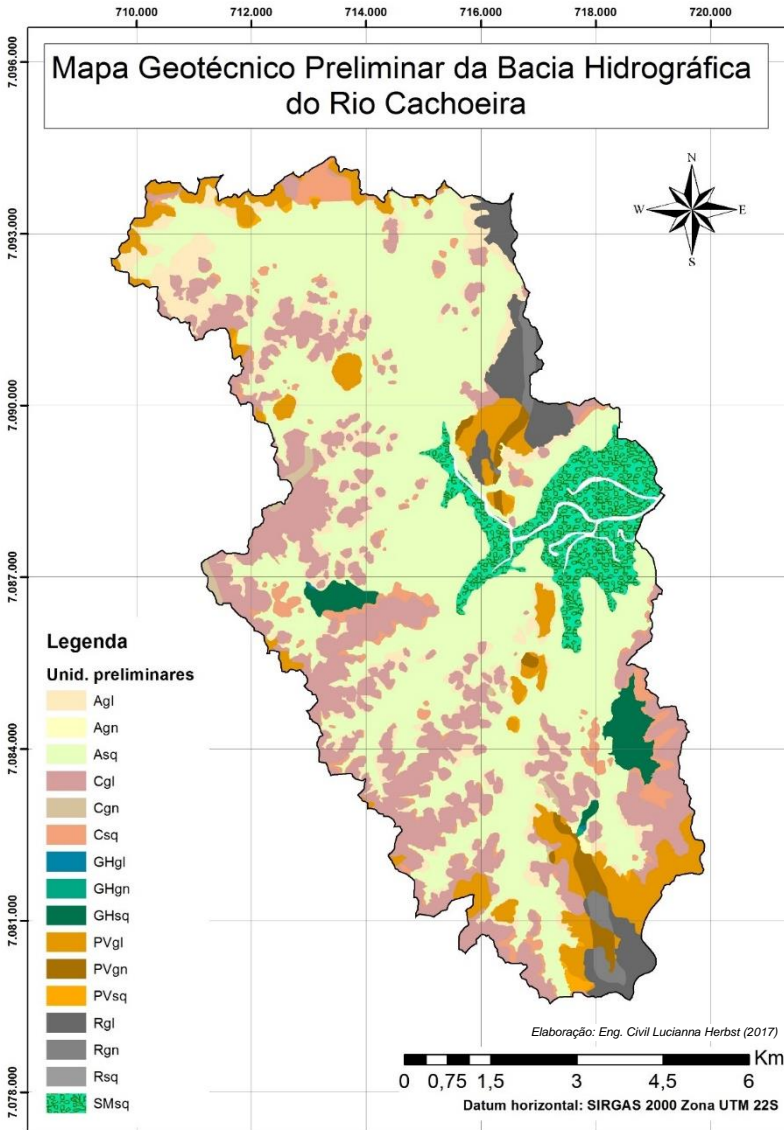 710.000 712.000 714.000 716.000 718.000 720.000
7.096.000
Mapa Geotécnico Preliminar da Bacia Hidrográfica
do Rio Cachoeira
N
W E
S
7.093.000
7.090.000
7.087.000
7.084.000
7.081.000
7.078.000
Legenda
Unid. preliminares
Agl
Agn
Asq
Cgl
Cgn
Csq
GHgl
GHgn
GHsq
PVgl
PVgn
PVsq
Rgl
Rgn
Rsq
SMsq
Elaboração: Eng. Civil Lucianna Herbst (2017)
Km
0 0,75 1,5 3 4,5 6
Datum horizontal: SIRGAS 2000 Zona UTM 22S